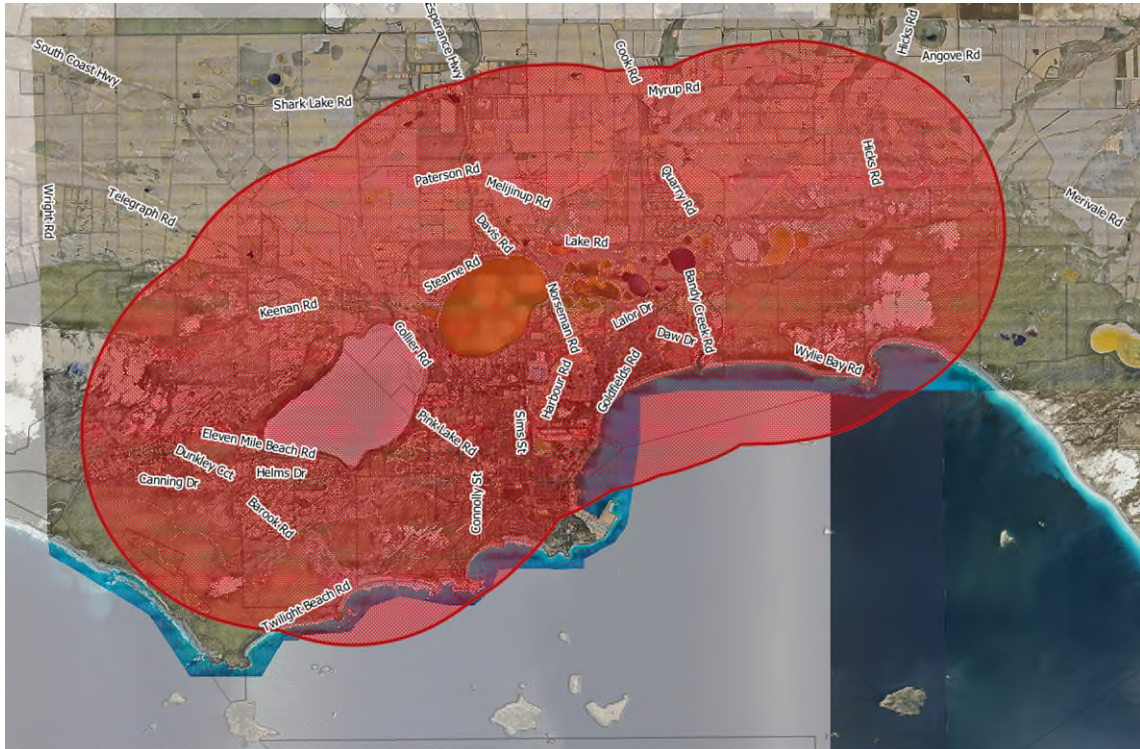 Esperance Hwy
Hicks Rd
South Coast Hwy
Cook Rd
Angove Rd
Shark Lake Rd
Myrup Rd
Paterson Rd
Hicks Rd
Melijinup Rd
Quarry Rd
Wright Rd
Telegraph Rd
Merivale Rd
Davis Rd
Lake Rd
Stearne Rd
Keenan Rd
Norseman Rd
Lalor Dr
Bandy Creek Rd
Collier Rd
Daw Dr
Wylie Bay Rd
Harbour Rd
Goldfields Rd
Pink Lake Rd
Sims St
Eleven Mile Beach Rd
Dunkley Cct
Helms Dr
Canning Dr
Connolly St
Barook Rd
Twilight Beach Rd